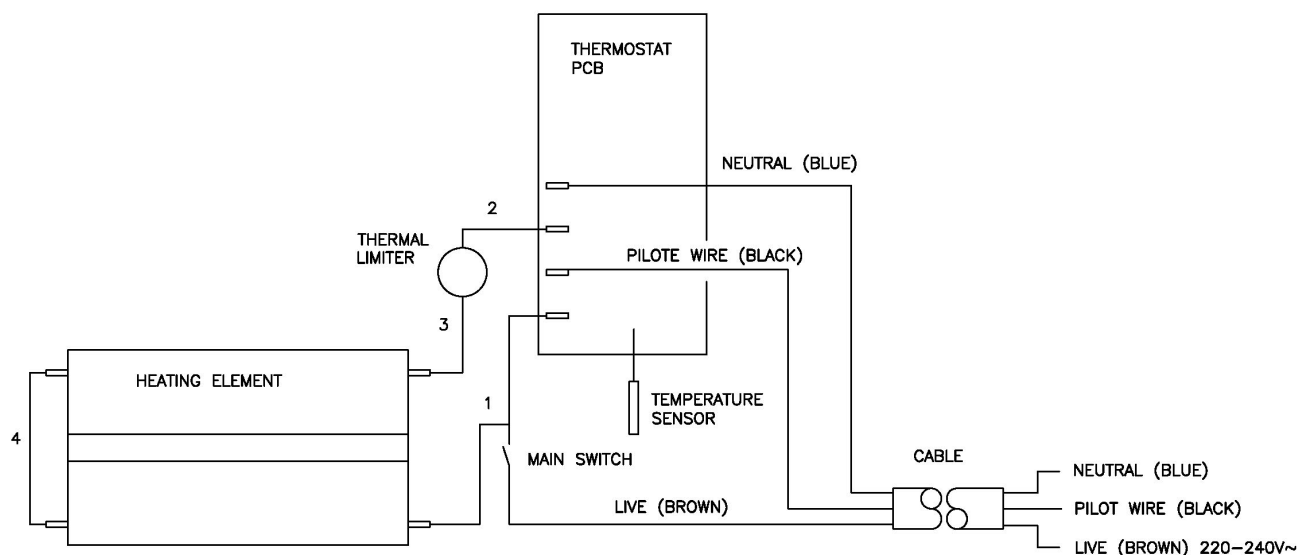 THERMOSTAT
PCB
NEUTRAL (BLUE)
2
THERMAL
LIMITER
PILOTE WIRE (BLACK)
3
HEATING ELEMENT
1
TEMPERATURE
SENSOR
4
MAIN SWITCH
CABLE
NEUTRAL (BLUE)
LIVE (BROWN)
PILOT WIRE (BLACK)
LIVE (BROWN) 220-240V~